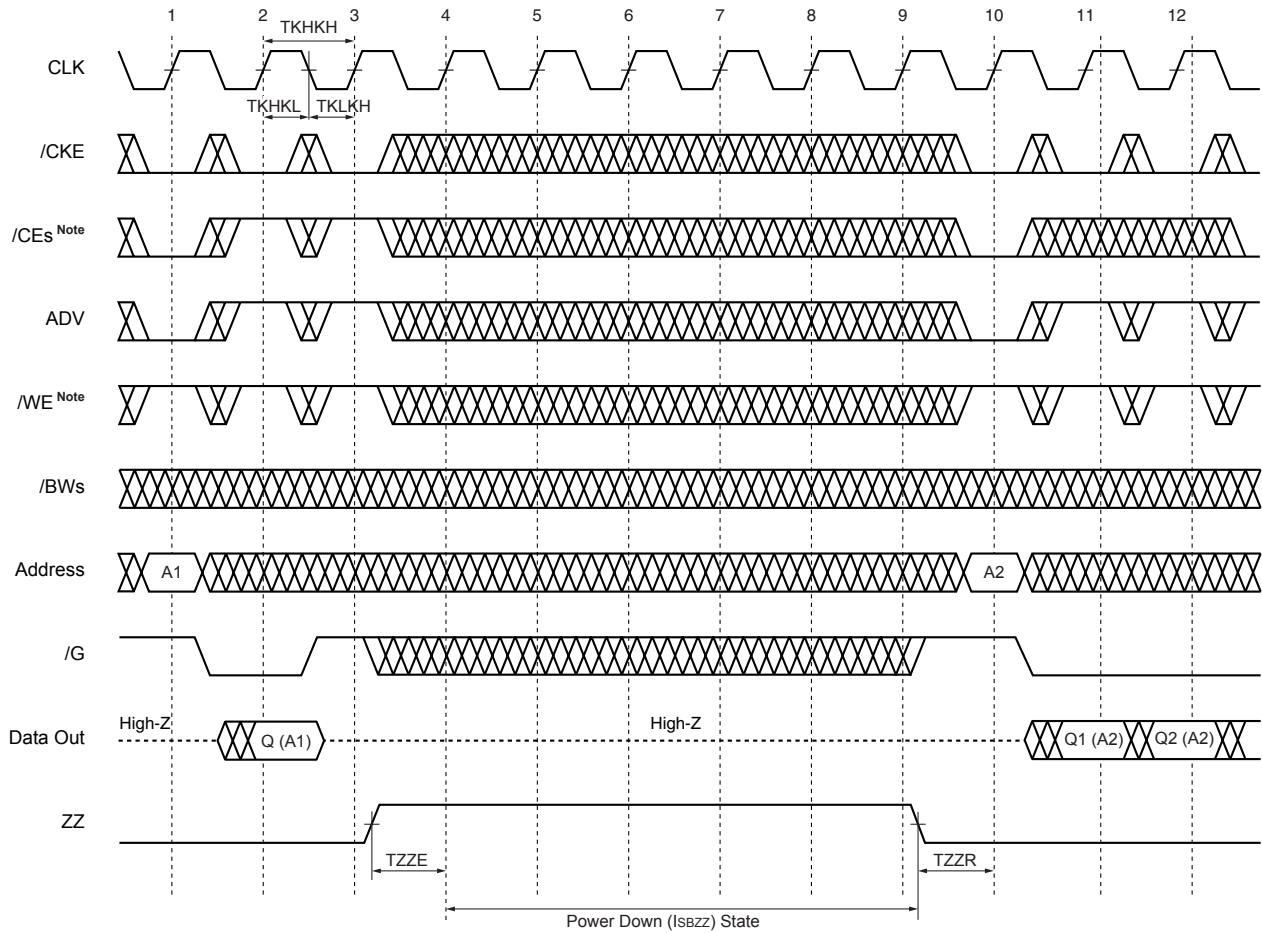 1 2 3 4 5 6 7 8 9 10 11 12
TKHKH
CLK
TKHKL TKLKH
/CKE
/CEs Note
ADV
/WE Note
/BWs
Address A1 A2
/G
High-Z High-Z
Data Out Q (A1) Q1 (A2) Q2 (A2)
ZZ
TZZE TZZR
Power Down (ISBZZ) State